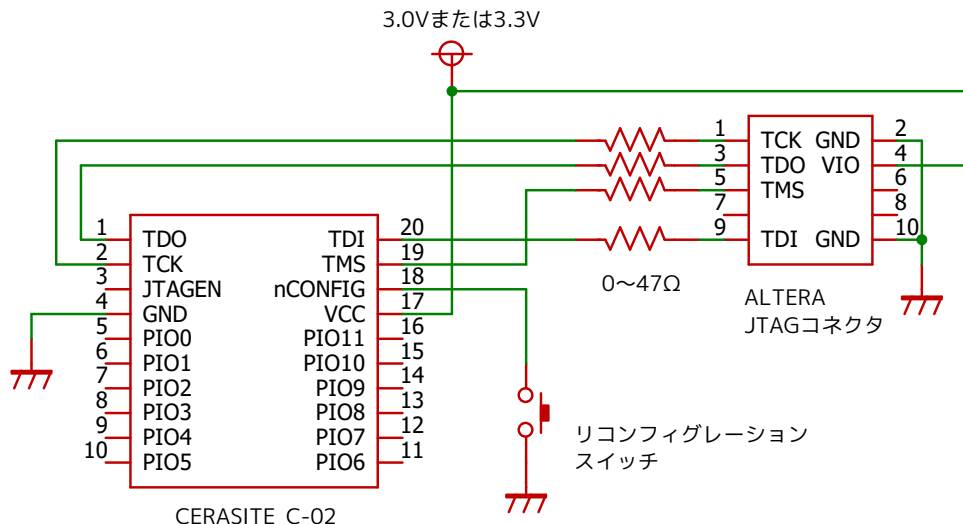 3.0Vまたは3.3V
1 TCK GND 2
3 TDO VIO 4
5 TMS 6
7 8
9 TDI GND 10
0～47Ω
ALTERA
JTAGコネクタ
1 TDO TDI 20
2 TCK TMS 19
3 JTAGEN nCONFIG 18
4 GND VCC 17
5 PIO0 PIO11 16
6 PIO1 PIO10 15
7 PIO2 PIO9 14
8 PIO3 PIO8 13
9 PIO4 PIO7 12
10 PIO5 PIO6 11
CERASITE C-02
リコンフィグレーション
スイッチ